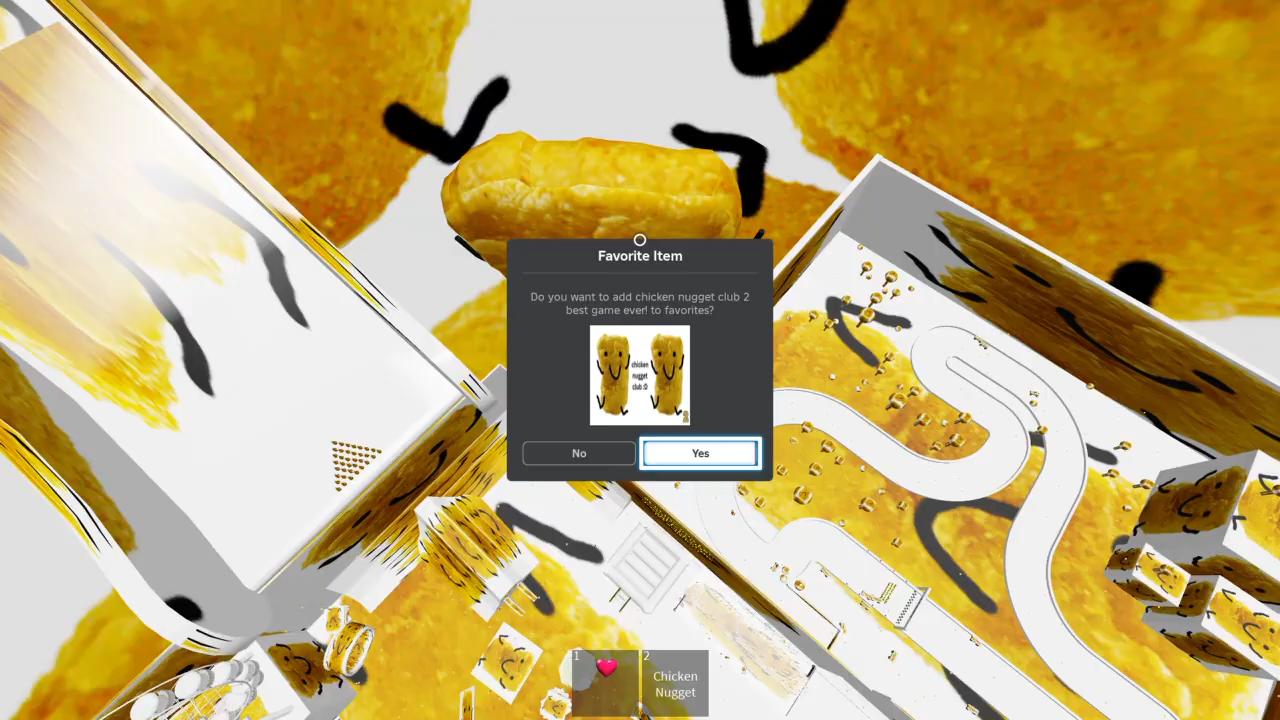 Favorite Item
Do you want to add chicken nugget club 2
best game ever! to favorites?
chicken
nugget
club :O
2
No
Yes
1
2
Chicken
Nugget